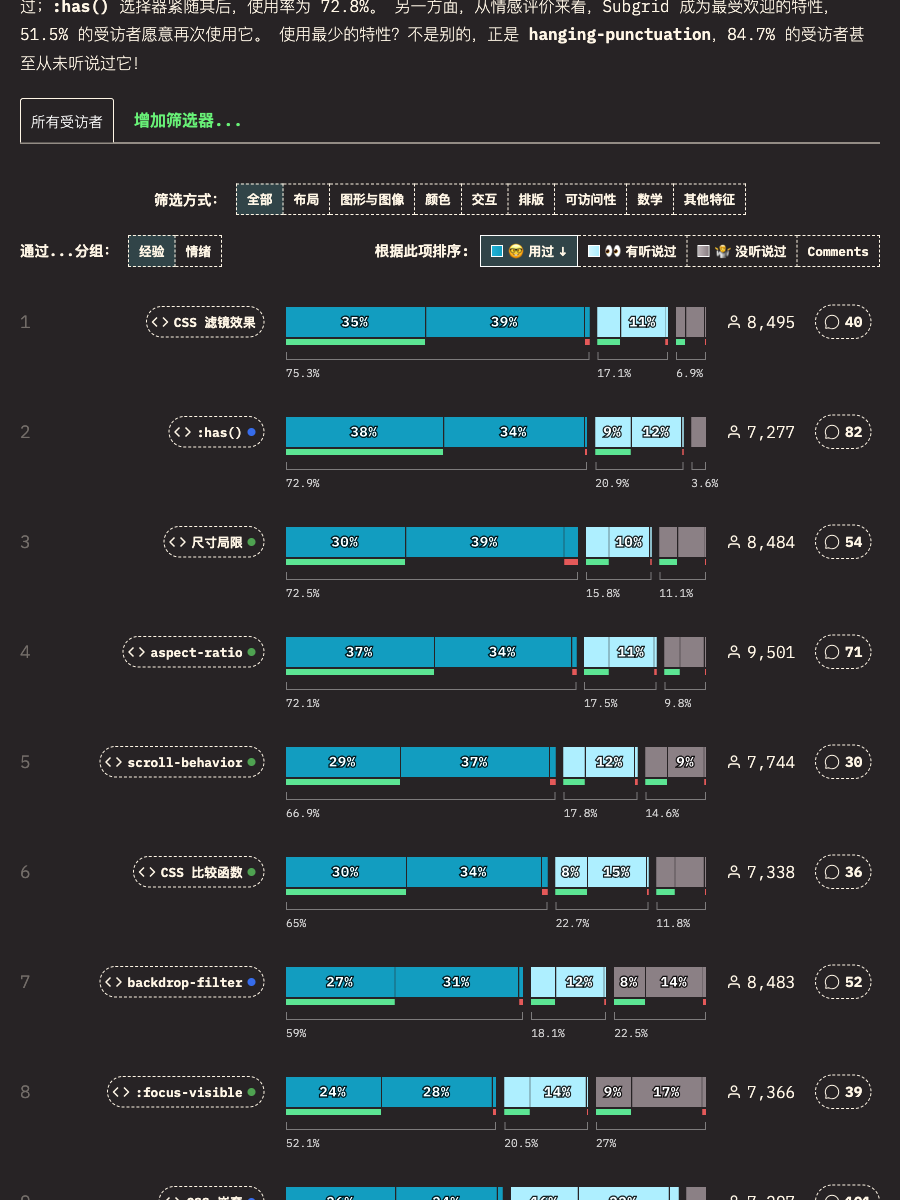 过；:has() 选择器紧随其后，使用率为 72.8%。 另一方面，从情感评价来看，Subgrid 成为最受欢迎的特性，
51.5% 的受访者愿意再次使用它。 使用最少的特性？不是别的，正是 hanging-punctuation，84.7% 的受访者甚
至从未听说过它！
所有受访者 增加筛选器...
筛选方式： 全部 布局 图形与图像 颜色 交互 排版 可访问性 数学 其他特征
通过...分组： 经验 情绪 根据此项排序： 🤓 用过 ↓ 👀 有听说过 🤷 没听说过 Comments
1 <> CSS 滤镜效果 35% 39% 11% 8,495 40
75.3% 17.1% 6.9%
2 <> :has() 38% 34% 9% 12% 7,277 82
72.9% 20.9% 3.6%
3 <> 尺寸局限 30% 39% 10% 8,484 54
72.5% 15.8% 11.1%
4 <> aspect-ratio 37% 34% 11% 9,501 71
72.1% 17.5% 9.8%
5 <> scroll-behavior 29% 37% 12% 9% 7,744 30
66.9% 17.8% 14.6%
6 <> CSS 比较函数 30% 34% 8% 15% 7,338 36
65% 22.7% 11.8%
7 <> backdrop-filter 27% 31% 12% 8% 14% 8,483 52
59% 18.1% 22.5%
8 <> :focus-visible 24% 28% 14% 9% 17% 7,366 39
52.1% 20.5% 27%